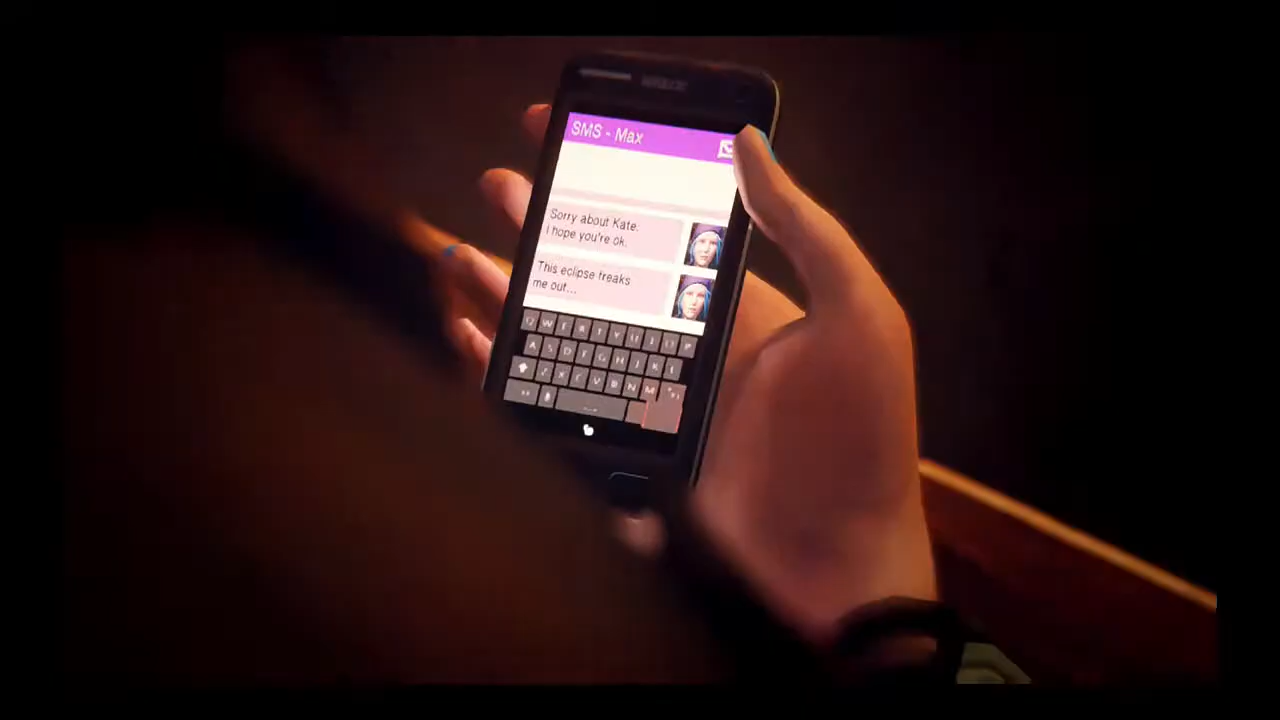 SMS - Max
Sorry about Kate.
I hope you're ok.
This eclipse freaks
me out...
Q W E R T Y U I O P
A S D F G H J K L
Z X C V B N M